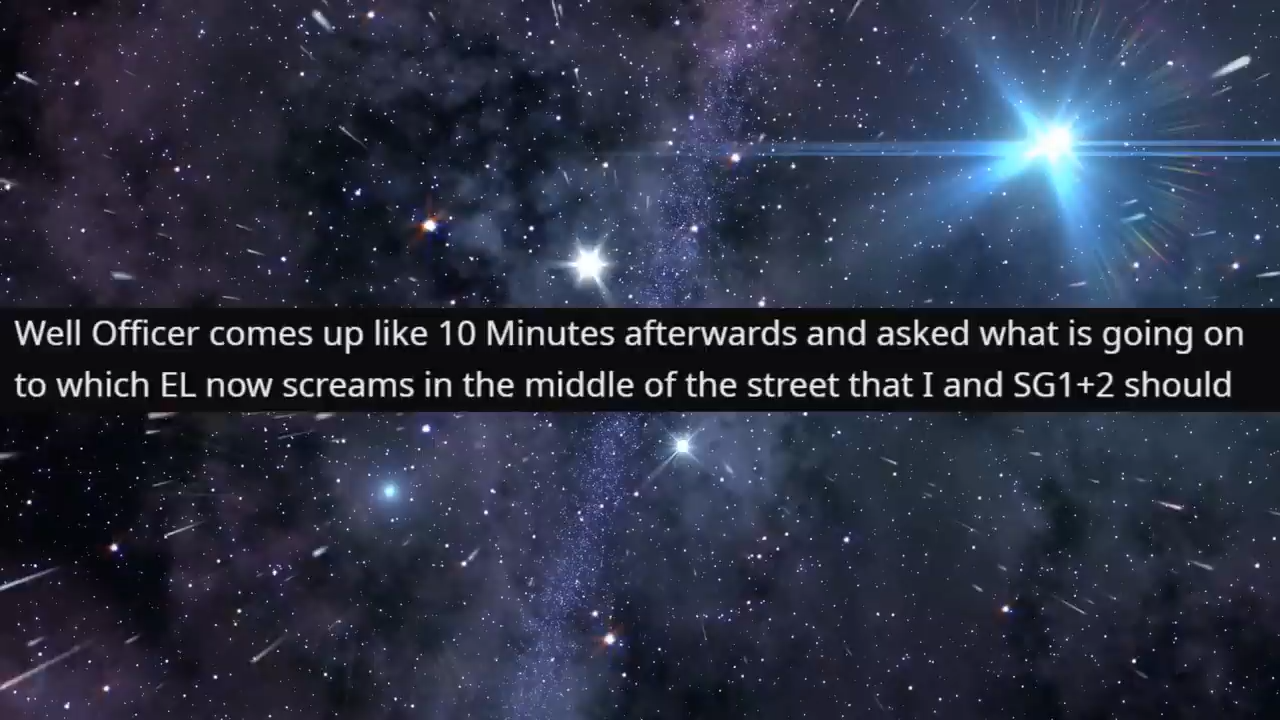 Well Officer comes up like 10 Minutes afterwards and asked what is going on
to which EL now screams in the middle of the street that I and SG1+2 should